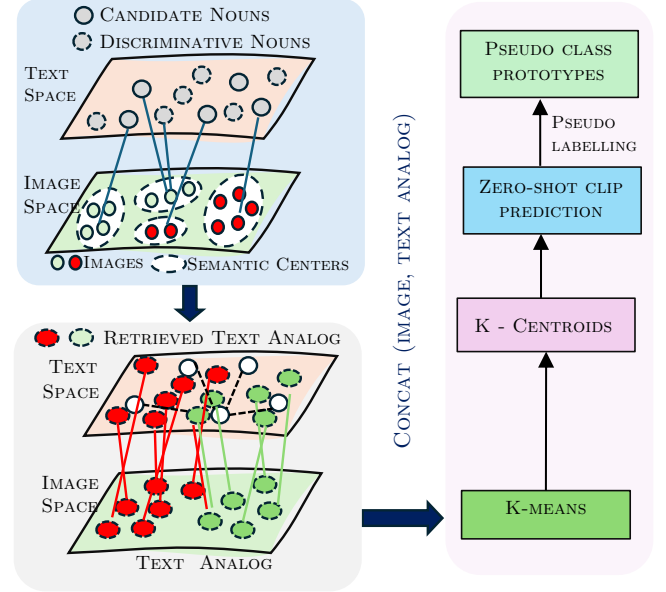 Candidate Nouns
Discriminative Nouns
Text
Space
Image
Space
Images
Semantic Centers
Retrieved Text Analog
Text
Space
Image
Space
Text Analog
Concat (image, text analog)
Pseudo class
prototypes
Pseudo
labelling
Zero-shot clip
prediction
K - Centroids
K-means